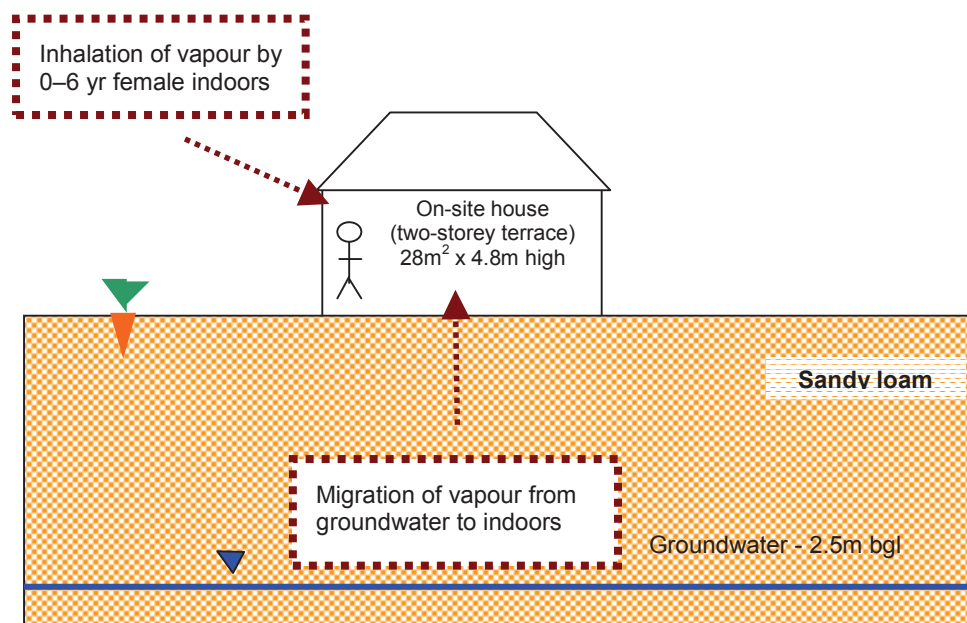 Inhalation of vapour by
0–6 yr female indoors
On-site house
(two-storey terrace)
28m² x 4.8m high
Sandy loam
Migration of vapour from
groundwater to indoors
Groundwater - 2.5m bgl